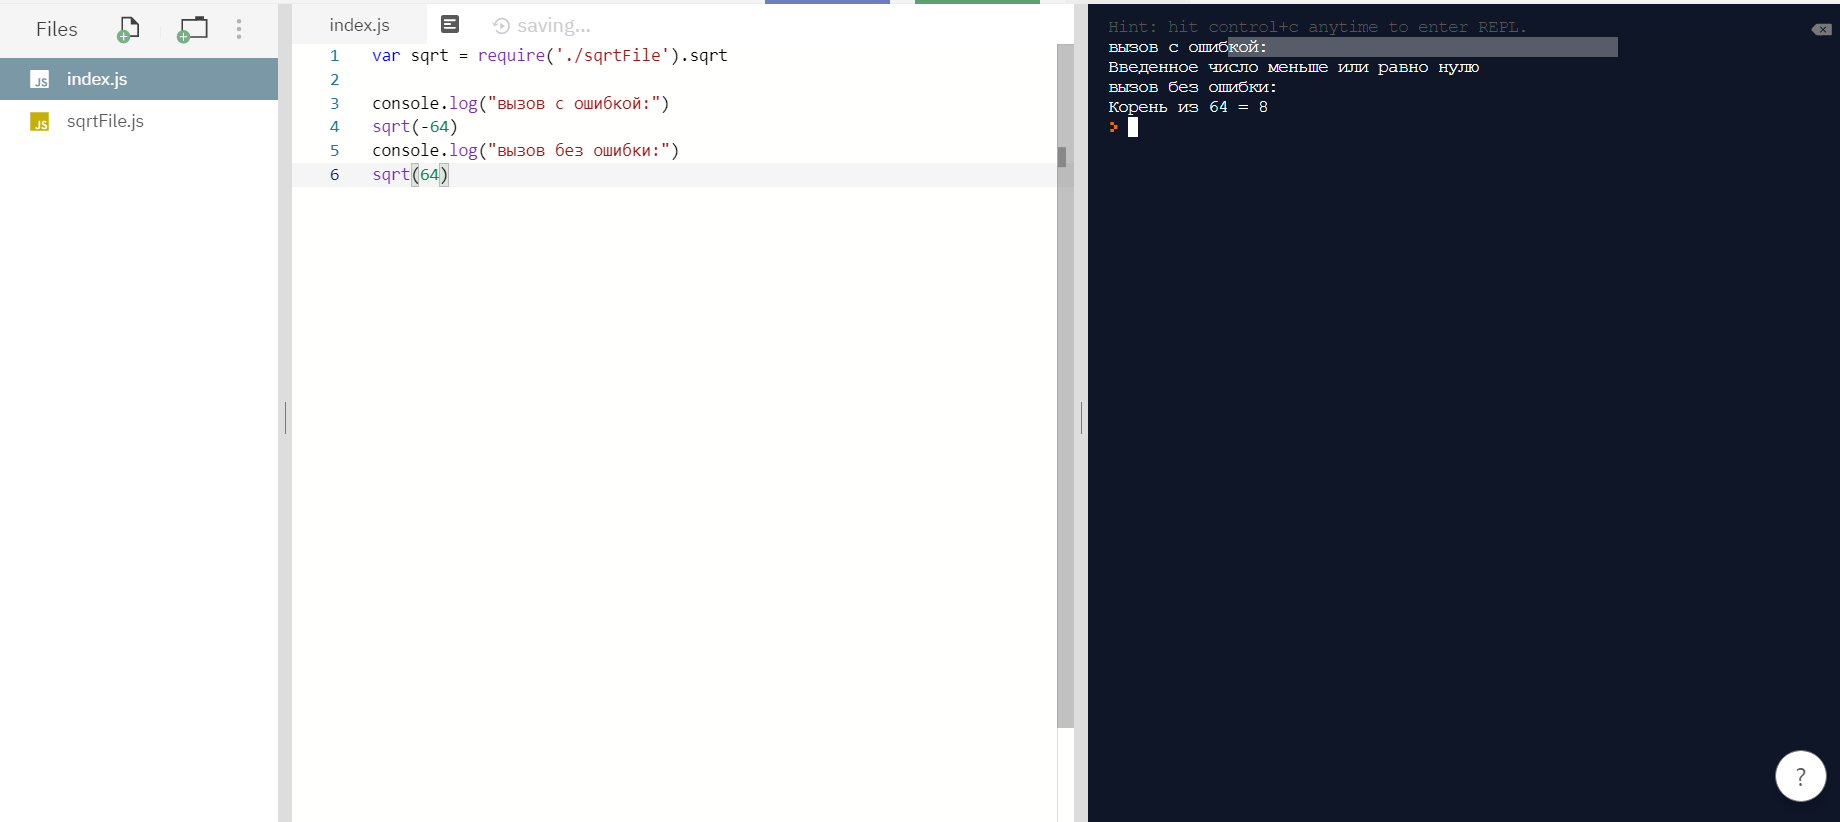 Files
index.js
sqrtFile.js
index.js
saving...
1 var sqrt = require('./sqrtFile').sqrt
2
3 console.log("вызов с ошибкой:")
4 sqrt(-64)
5 console.log("вызов без ошибки:")
6 sqrt(64)
Hint: hit control+c anytime to enter REPL.
вызов с ошибкой:
Введенное число меньше или равно нулю
вызов без ошибки:
Корень из 64 = 8
>
?